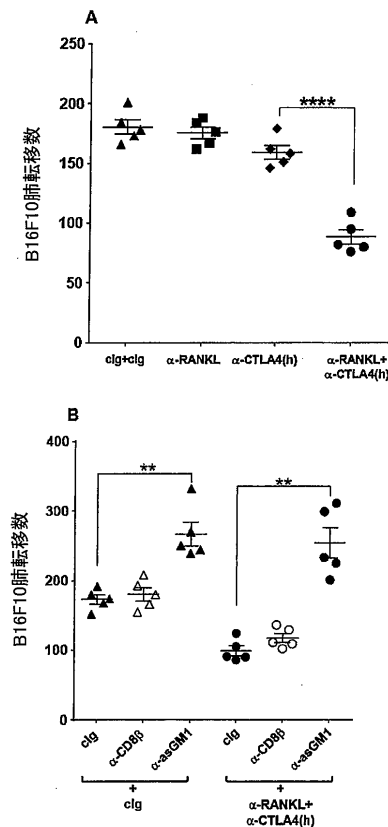 A
B16F10肺転移数
250
200
150
100
50
0
****
cIg+cIg
α-RANKL
α-CTLA4(h)
α-RANKL+
α-CTLA4(h)
B
B16F10肺転移数
400
300
200
100
0
**
**
cIg
α-CD8β
α-asGM1
cIg
α-CD8β
α-asGM1
+
cIg
+
α-RANKL+
α-CTLA4(h)